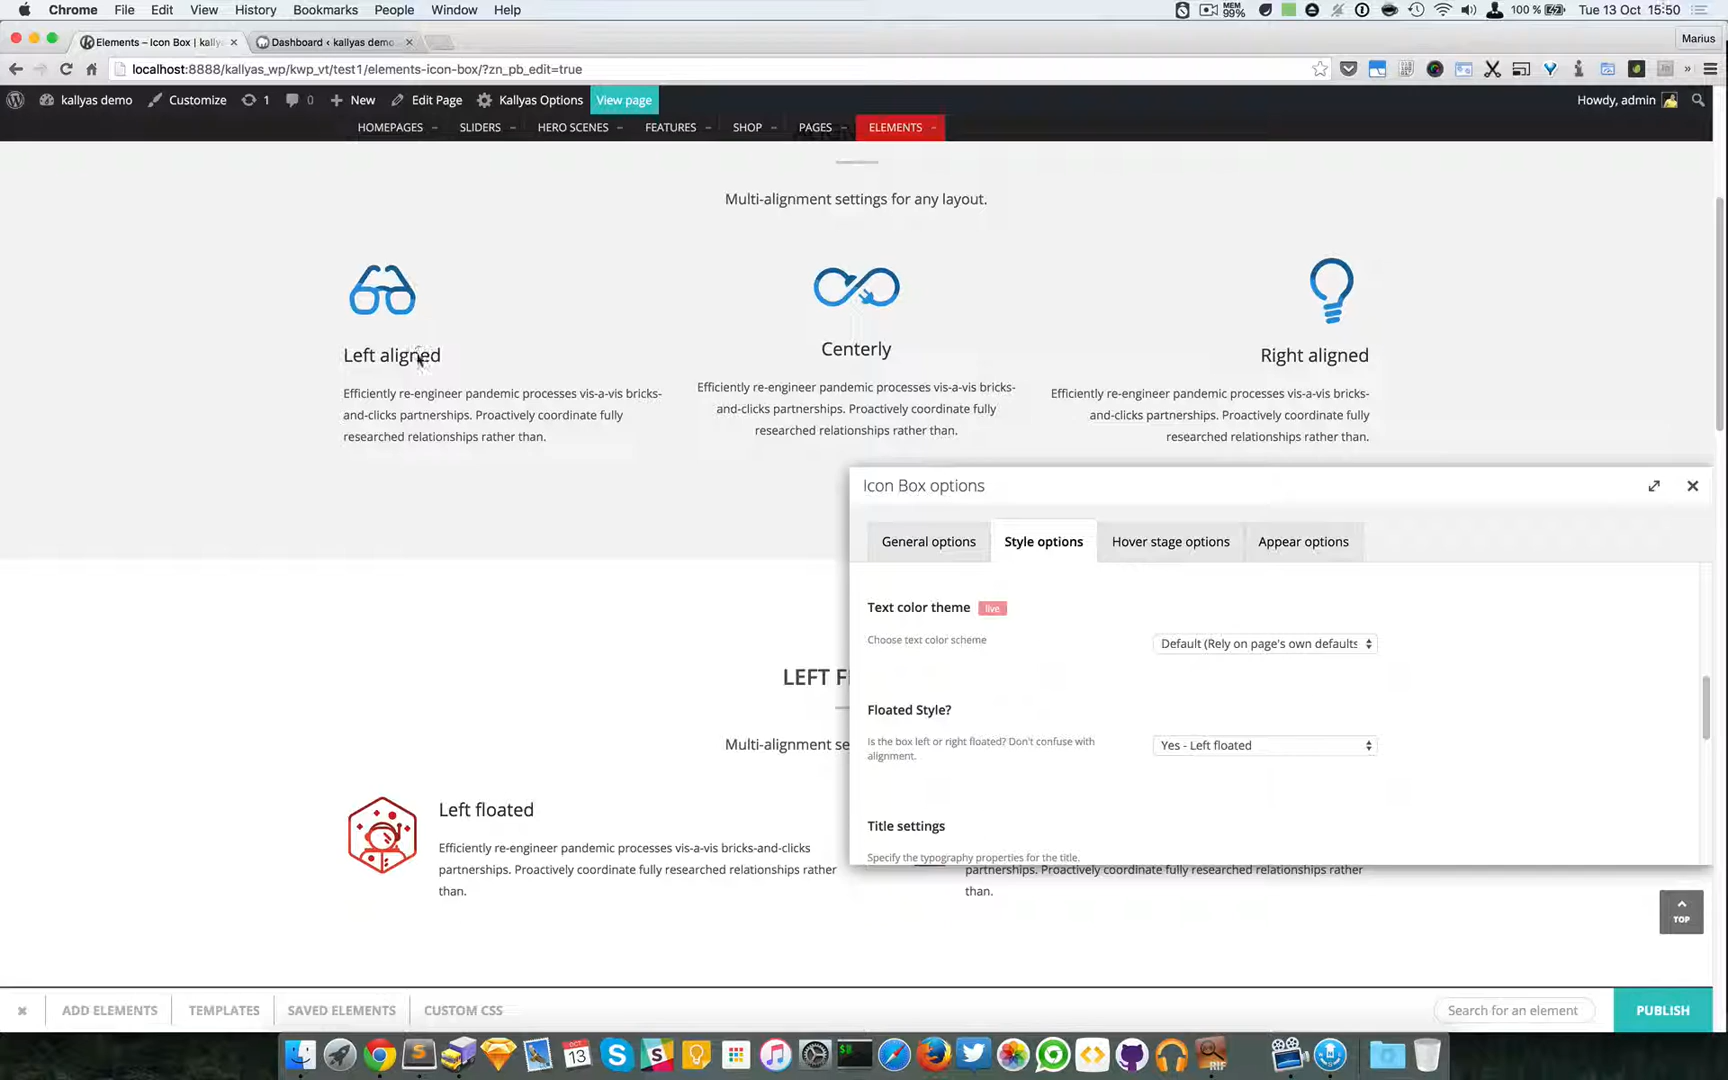 Chrome File Edit View History Bookmarks People Window Help
MEM 99%
100 %
Tue 13 Oct 15:50
Elements – Icon Box | kally
Dashboard ‹ kallyas demo
Marius
localhost:8888/kallyas_wp/kwp_vt/test1/elements-icon-box/?zn_pb_edit=true
kallyas demo Customize 1 0 New Edit Page Kallyas Options View page
Howdy, admin
HOMEPAGES SLIDERS HERO SCENES FEATURES SHOP PAGES ELEMENTS
Multi-alignment settings for any layout.
Left aligned
Efficiently re-engineer pandemic processes vis-a-vis bricks-
and-clicks partnerships. Proactively coordinate fully
researched relationships rather than.
Centerly
Efficiently re-engineer pandemic processes vis-a-vis bricks-
and-clicks partnerships. Proactively coordinate fully
researched relationships rather than.
Right aligned
Efficiently re-engineer pandemic processes vis-a-vis bricks-
and-clicks partnerships. Proactively coordinate fully
researched relationships rather than.
Icon Box options
General options Style options Hover stage options Appear options
Text color theme live
Choose text color scheme
Default (Rely on page's own defaults
Floated Style?
Is the box left or right floated? Don't confuse with
alignment.
Yes - Left floated
Title settings
Specify the typography properties for the title.
LEFT F
Multi-alignment se
Left floated
Efficiently re-engineer pandemic processes vis-a-vis bricks-and-clicks
partnerships. Proactively coordinate fully researched relationships rather
than.
partnerships. Proactively coordinate fully researched relationships rather
than.
TOP
ADD ELEMENTS TEMPLATES SAVED ELEMENTS CUSTOM CSS
Search for an element
PUBLISH
OCT
13
RIF